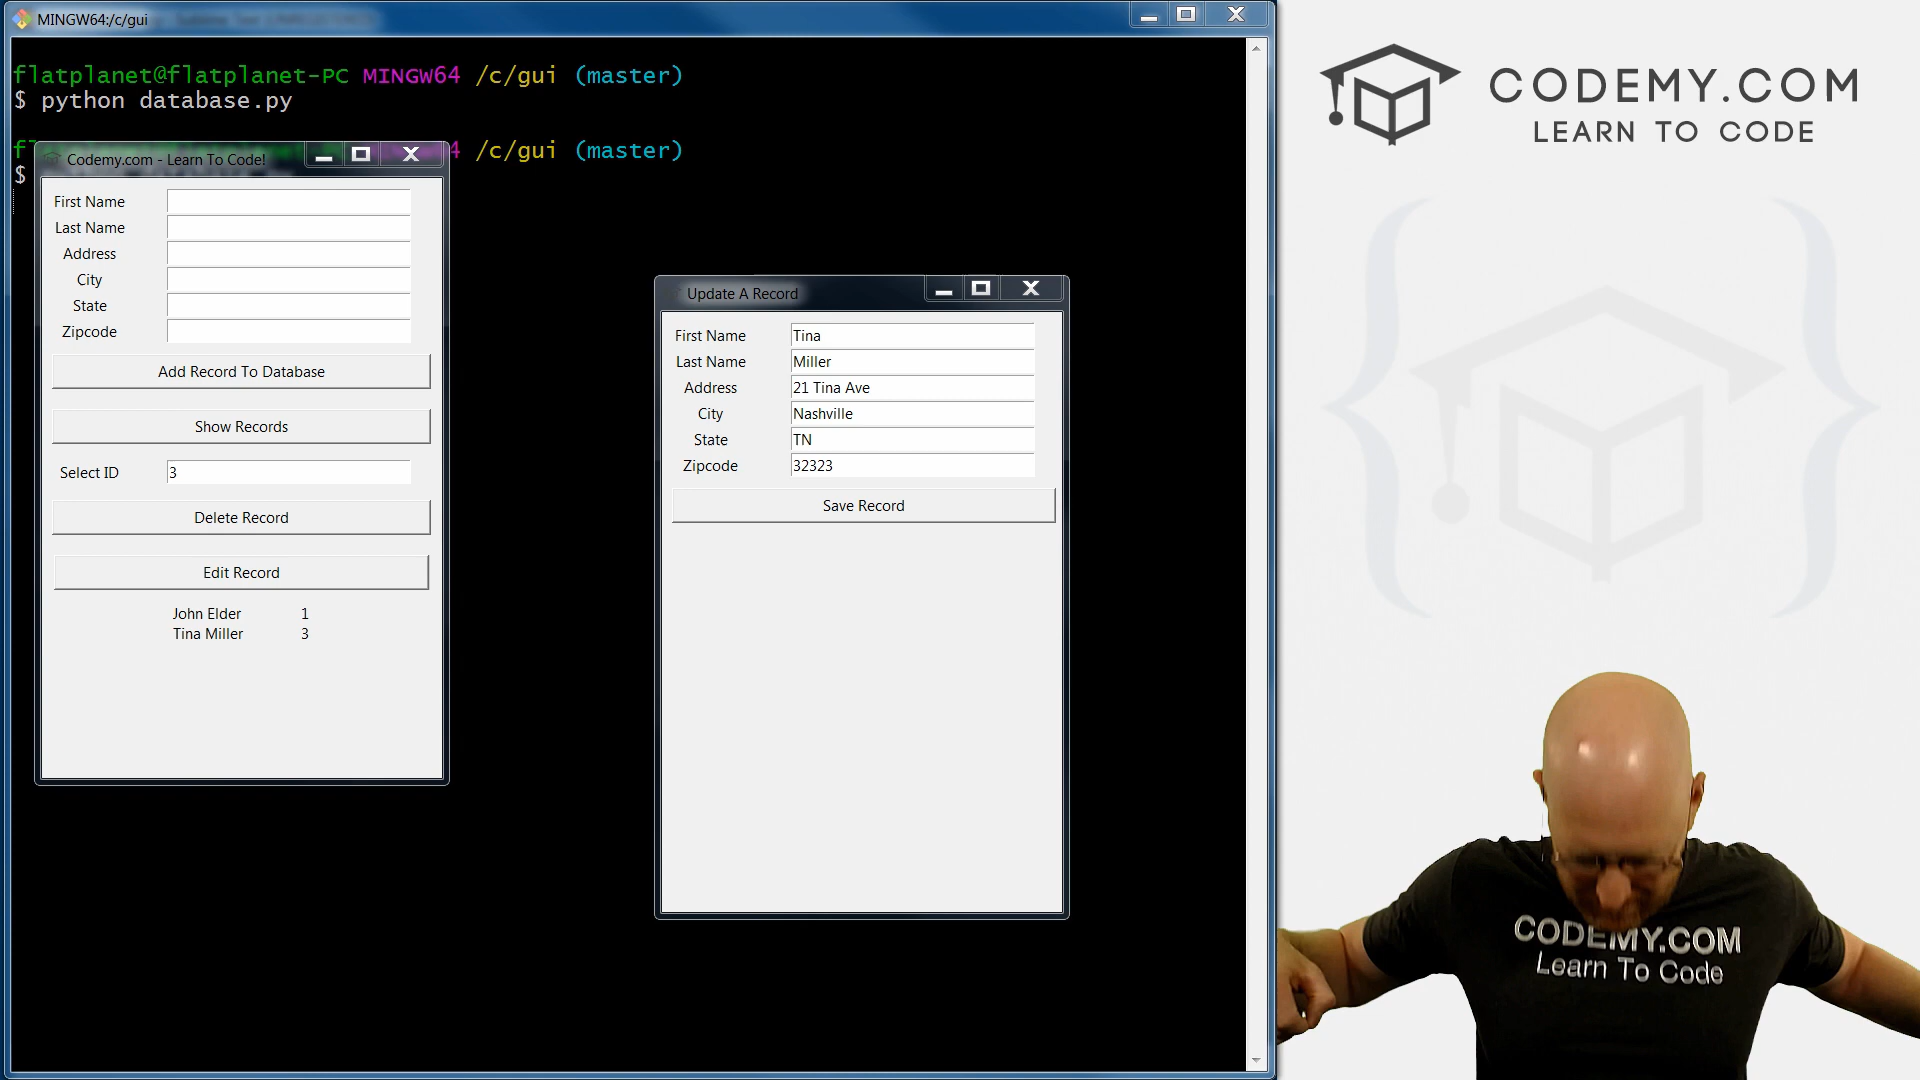 MINGW64:/c/gui
flatplanet@flatplanet-PC MINGW64 /c/gui (master)
$ python database.py
/c/gui (master)
$
Codemy.com - Learn To Code!
First Name
Last Name
Address
City
State
Zipcode
Add Record To Database
Show Records
Select ID 3
Delete Record
Edit Record
John Elder 1
Tina Miller 3
Update A Record
First Name Tina
Last Name Miller
Address 21 Tina Ave
City Nashville
State TN
Zipcode 32323
Save Record
CODEMY.COM
LEARN TO CODE
CODEMY.COM
Learn To Code